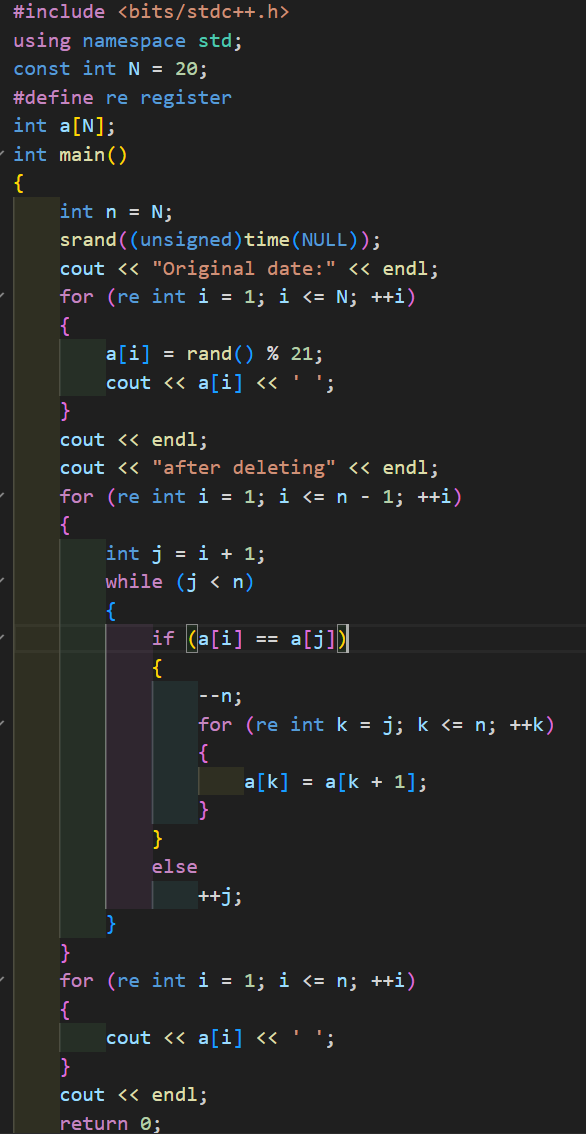 #include <bits/stdc++.h>
using namespace std;
const int N = 20;
#define re register
int a[N];
int main()
{
    int n = N;
    srand((unsigned)time(NULL));
    cout << "Original date:" << endl;
    for (re int i = 1; i <= N; ++i)
    {
        a[i] = rand() % 21;
        cout << a[i] << ' ';
    }
    cout << endl;
    cout << "after deleting" << endl;
    for (re int i = 1; i <= n - 1; ++i)
    {
        int j = i + 1;
        while (j < n)
        {
            if (a[i] == a[j])
            {
                --n;
                for (re int k = j; k <= n; ++k)
                {
                    a[k] = a[k + 1];
                }
            }
            else
                ++j;
        }
    }
    for (re int i = 1; i <= n; ++i)
    {
        cout << a[i] << ' ';
    }
    cout << endl;
    return 0;